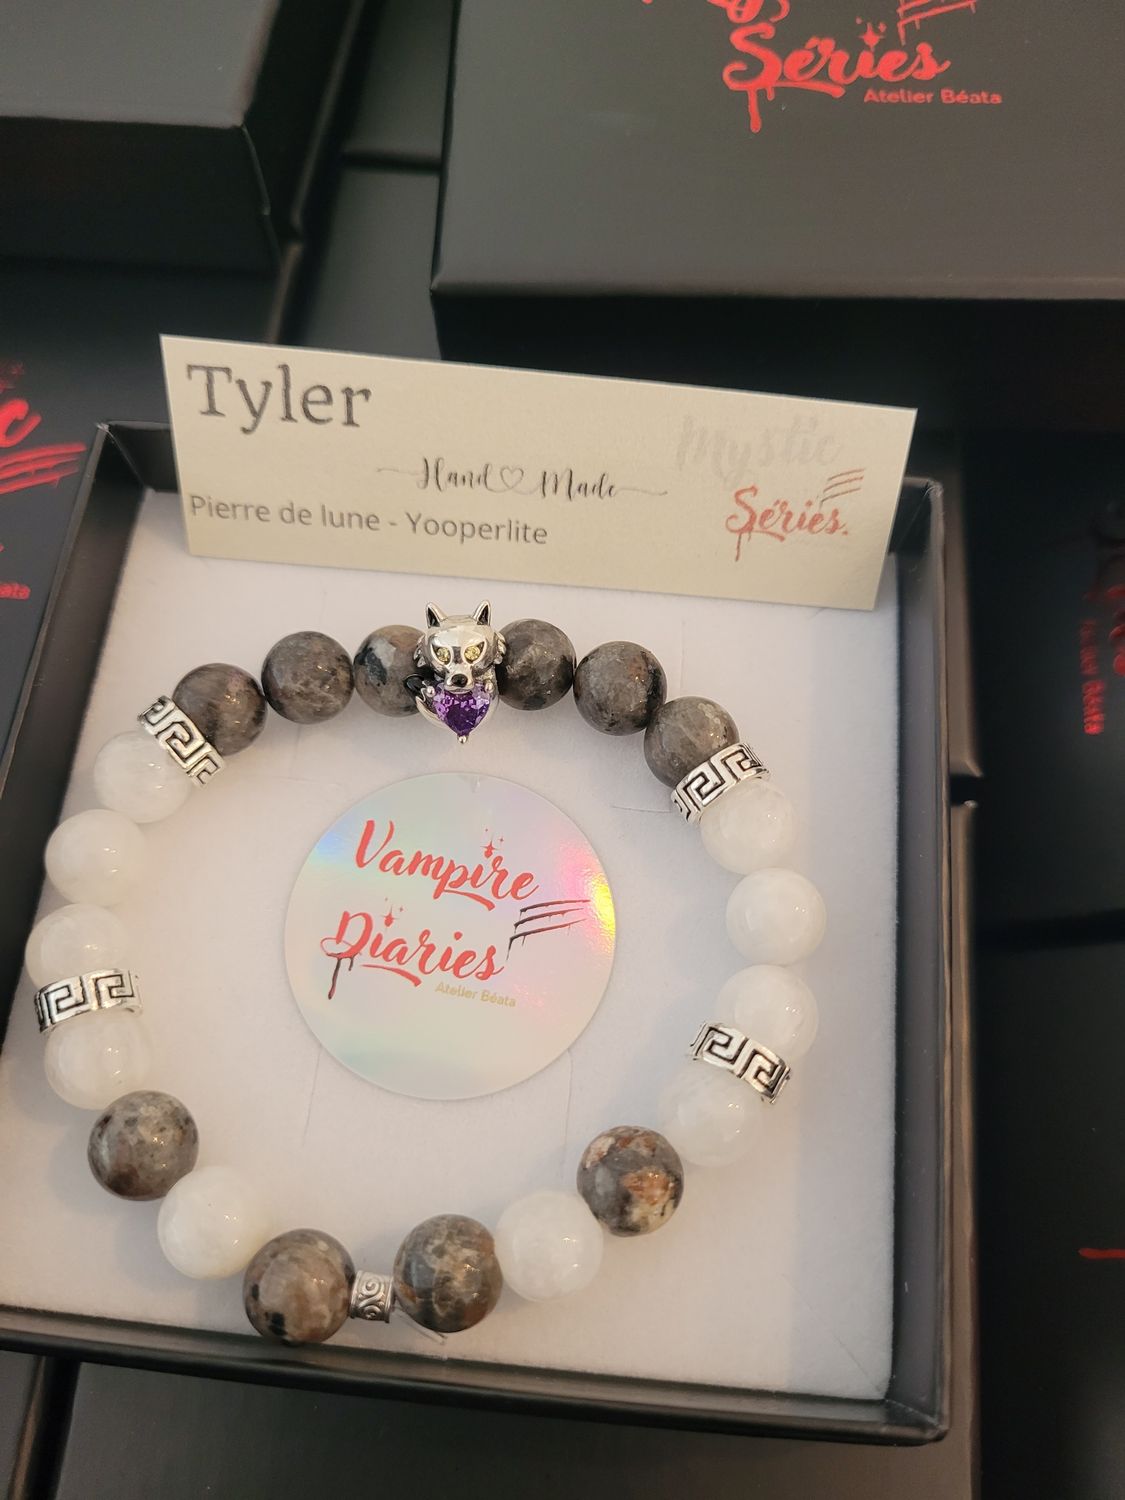 Séries
Atelier Béata
Tyler
Mystic
Hand Made
Séries.
Pierre de lune - Yooperlite
Vampire
Diaries
Atelier Béata